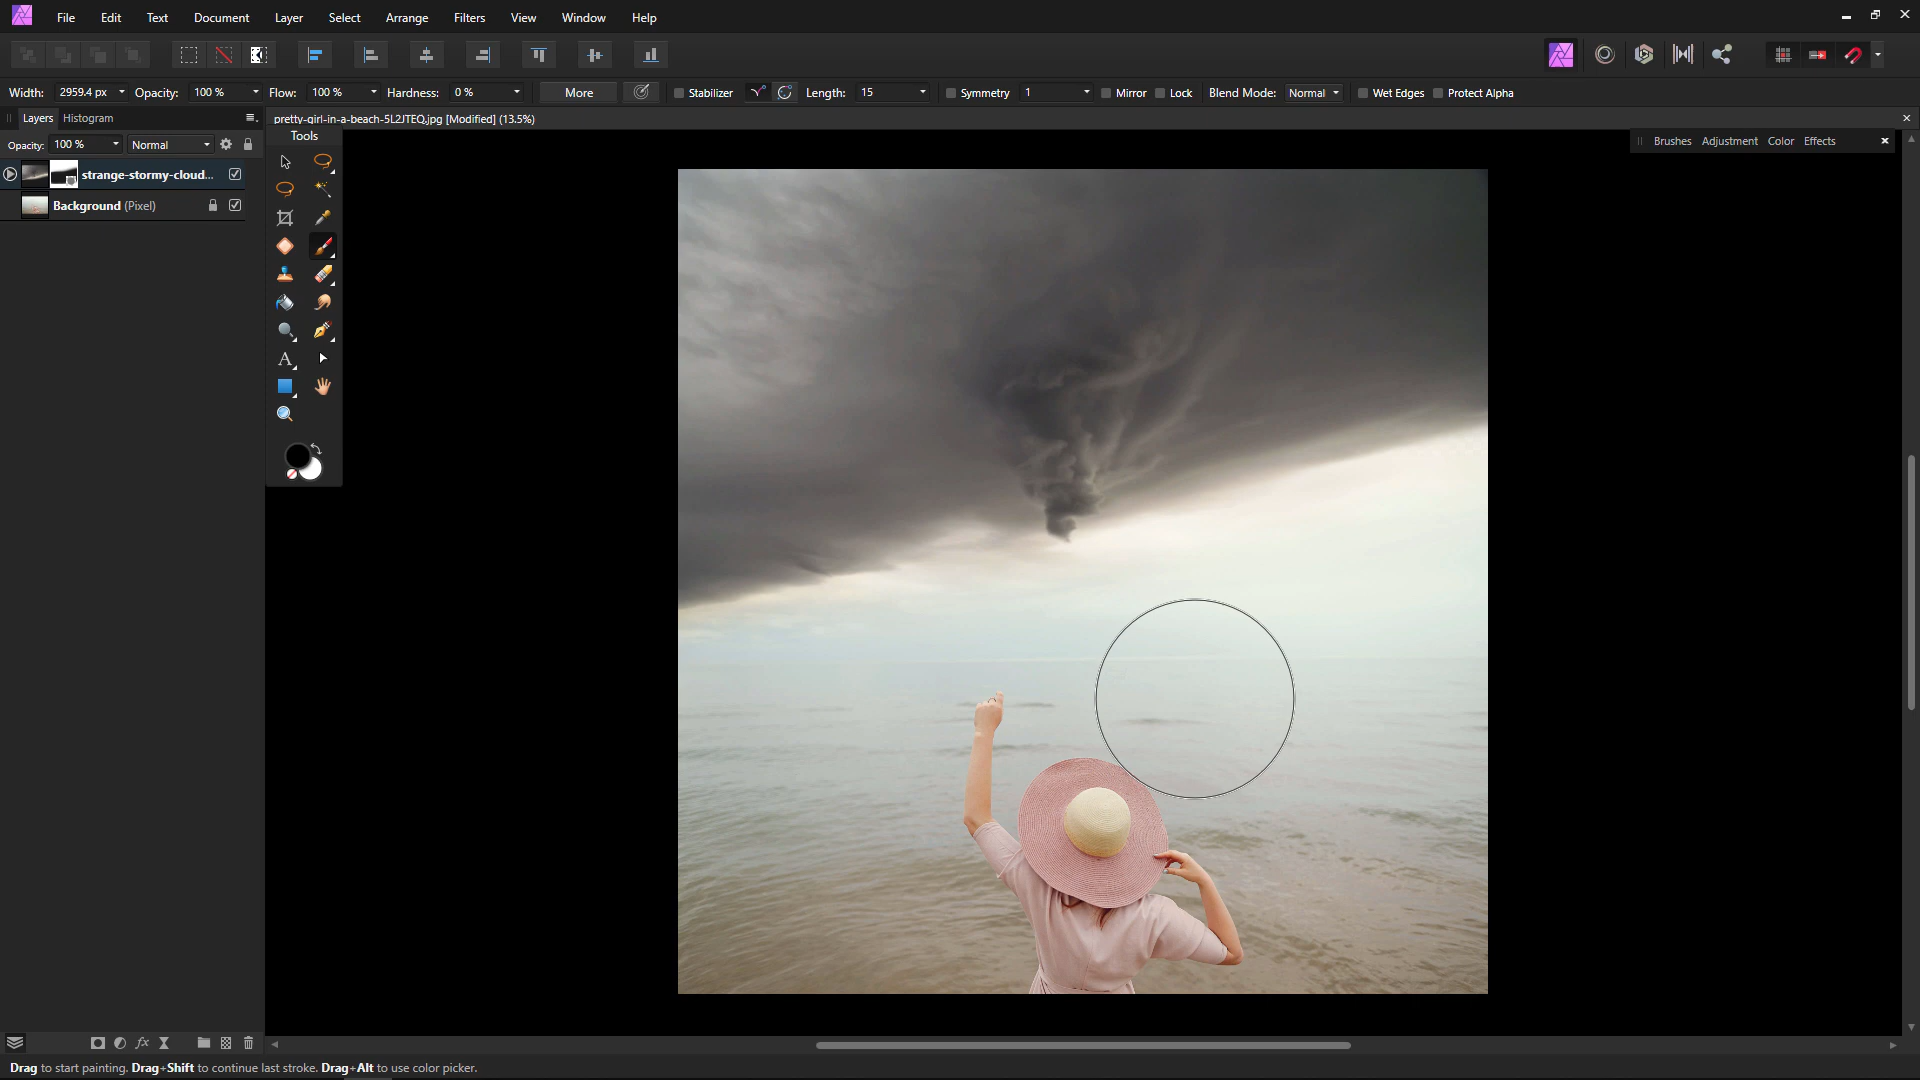 File Edit Text Document Layer Select Arrange Filters View Window Help
Width: 2959.4 px Opacity: 100 % Flow: 100 % Hardness: 0 % More Stabilizer Length: 15 Symmetry 1 Mirror Lock Blend Mode: Normal Wet Edges Protect Alpha
Layers Histogram
pretty-girl-in-a-beach-5L2JTEQ.jpg [Modified] (13.5%)
Tools
Opacity: 100 % Normal
Brushes Adjustment Color Effects
strange-stormy-cloud...
Background (Pixel)
Drag to start painting. Drag+Shift to continue last stroke. Drag+Alt to use color picker.